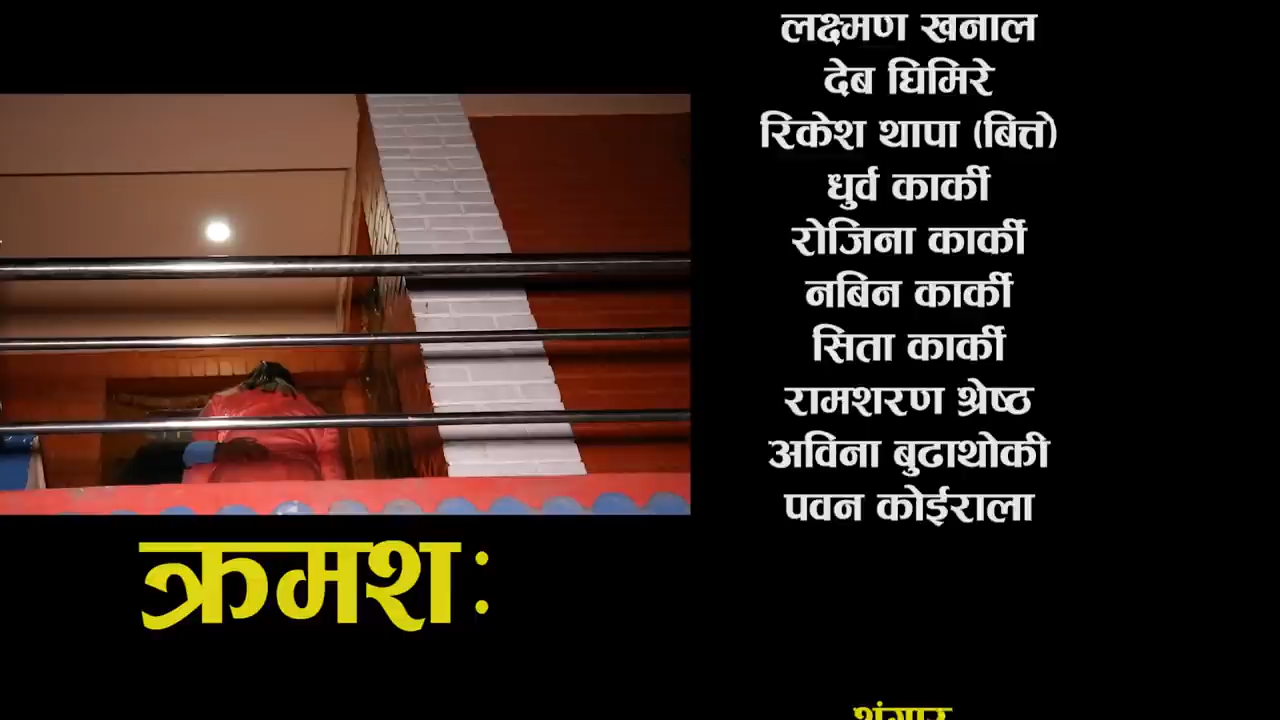 लक्ष्मण खनाल
देब घिमिरे
रिकेश थापा (बित्ते)
धुर्व कार्की
रोजिना कार्की
नबिन कार्की
सिता कार्की
रामशरण श्रेष्ठ
अविना बुढाथोकी
पवन कोईराला
क्रमश: